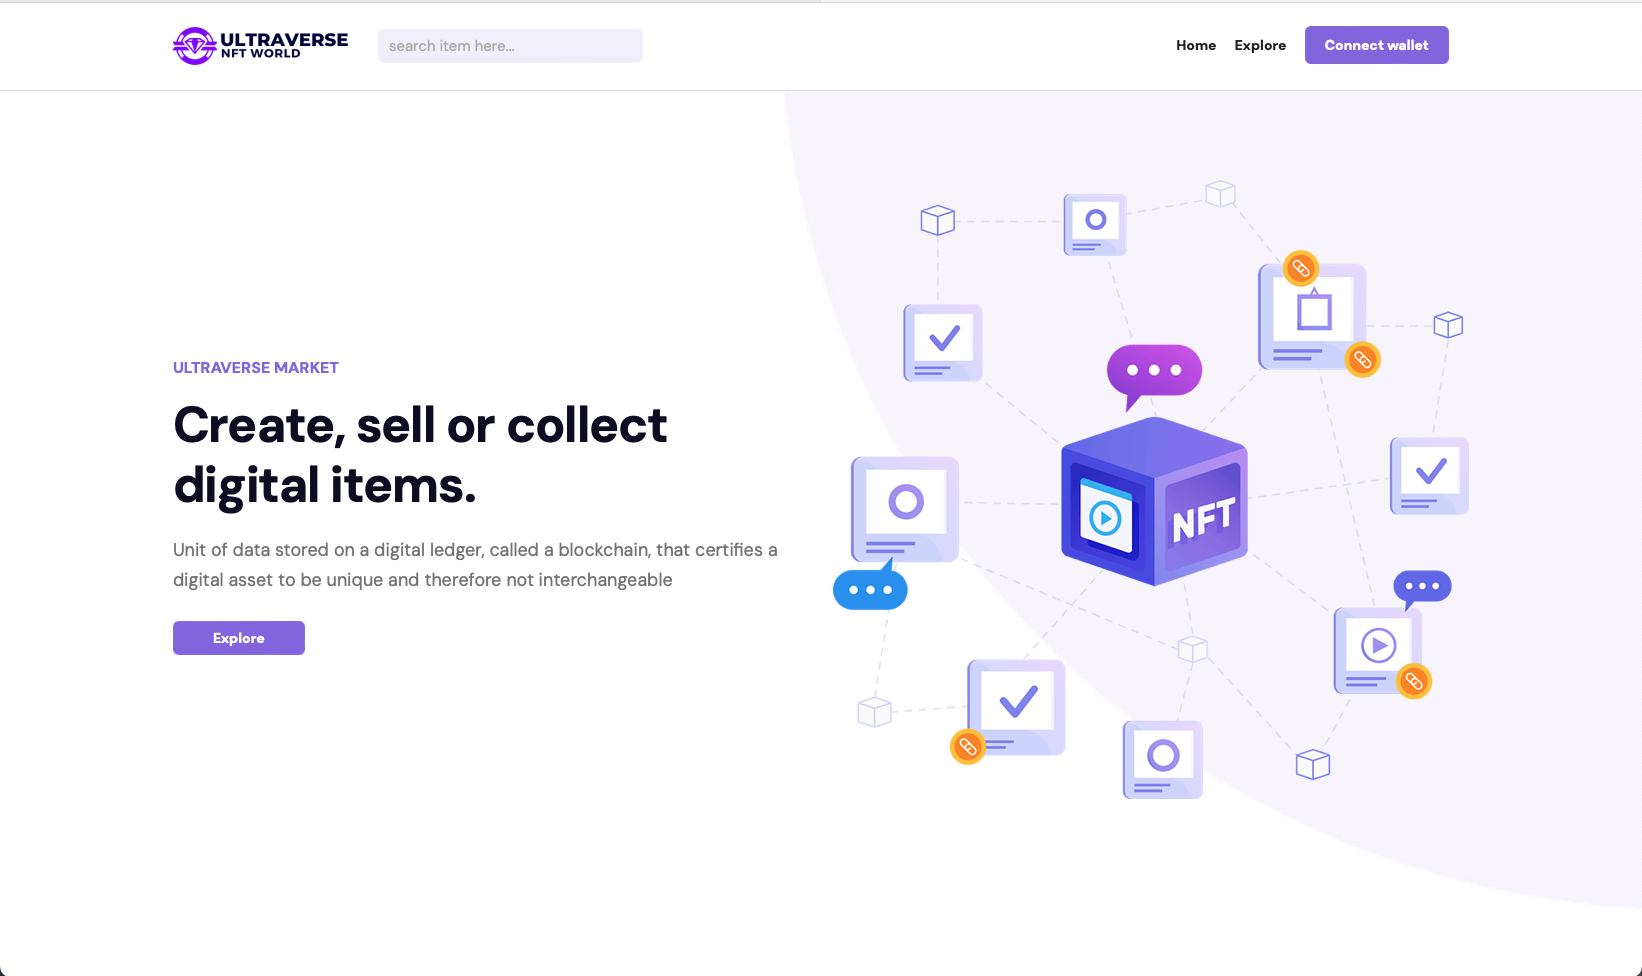 ULTRAVERSE
NFT WORLD
search item here...
Home
Explore
Connect wallet
ULTRAVERSE MARKET
Create, sell or collect
digital items.
Unit of data stored on a digital ledger, called a blockchain, that certifies a
digital asset to be unique and therefore not interchangeable
Explore
NFT